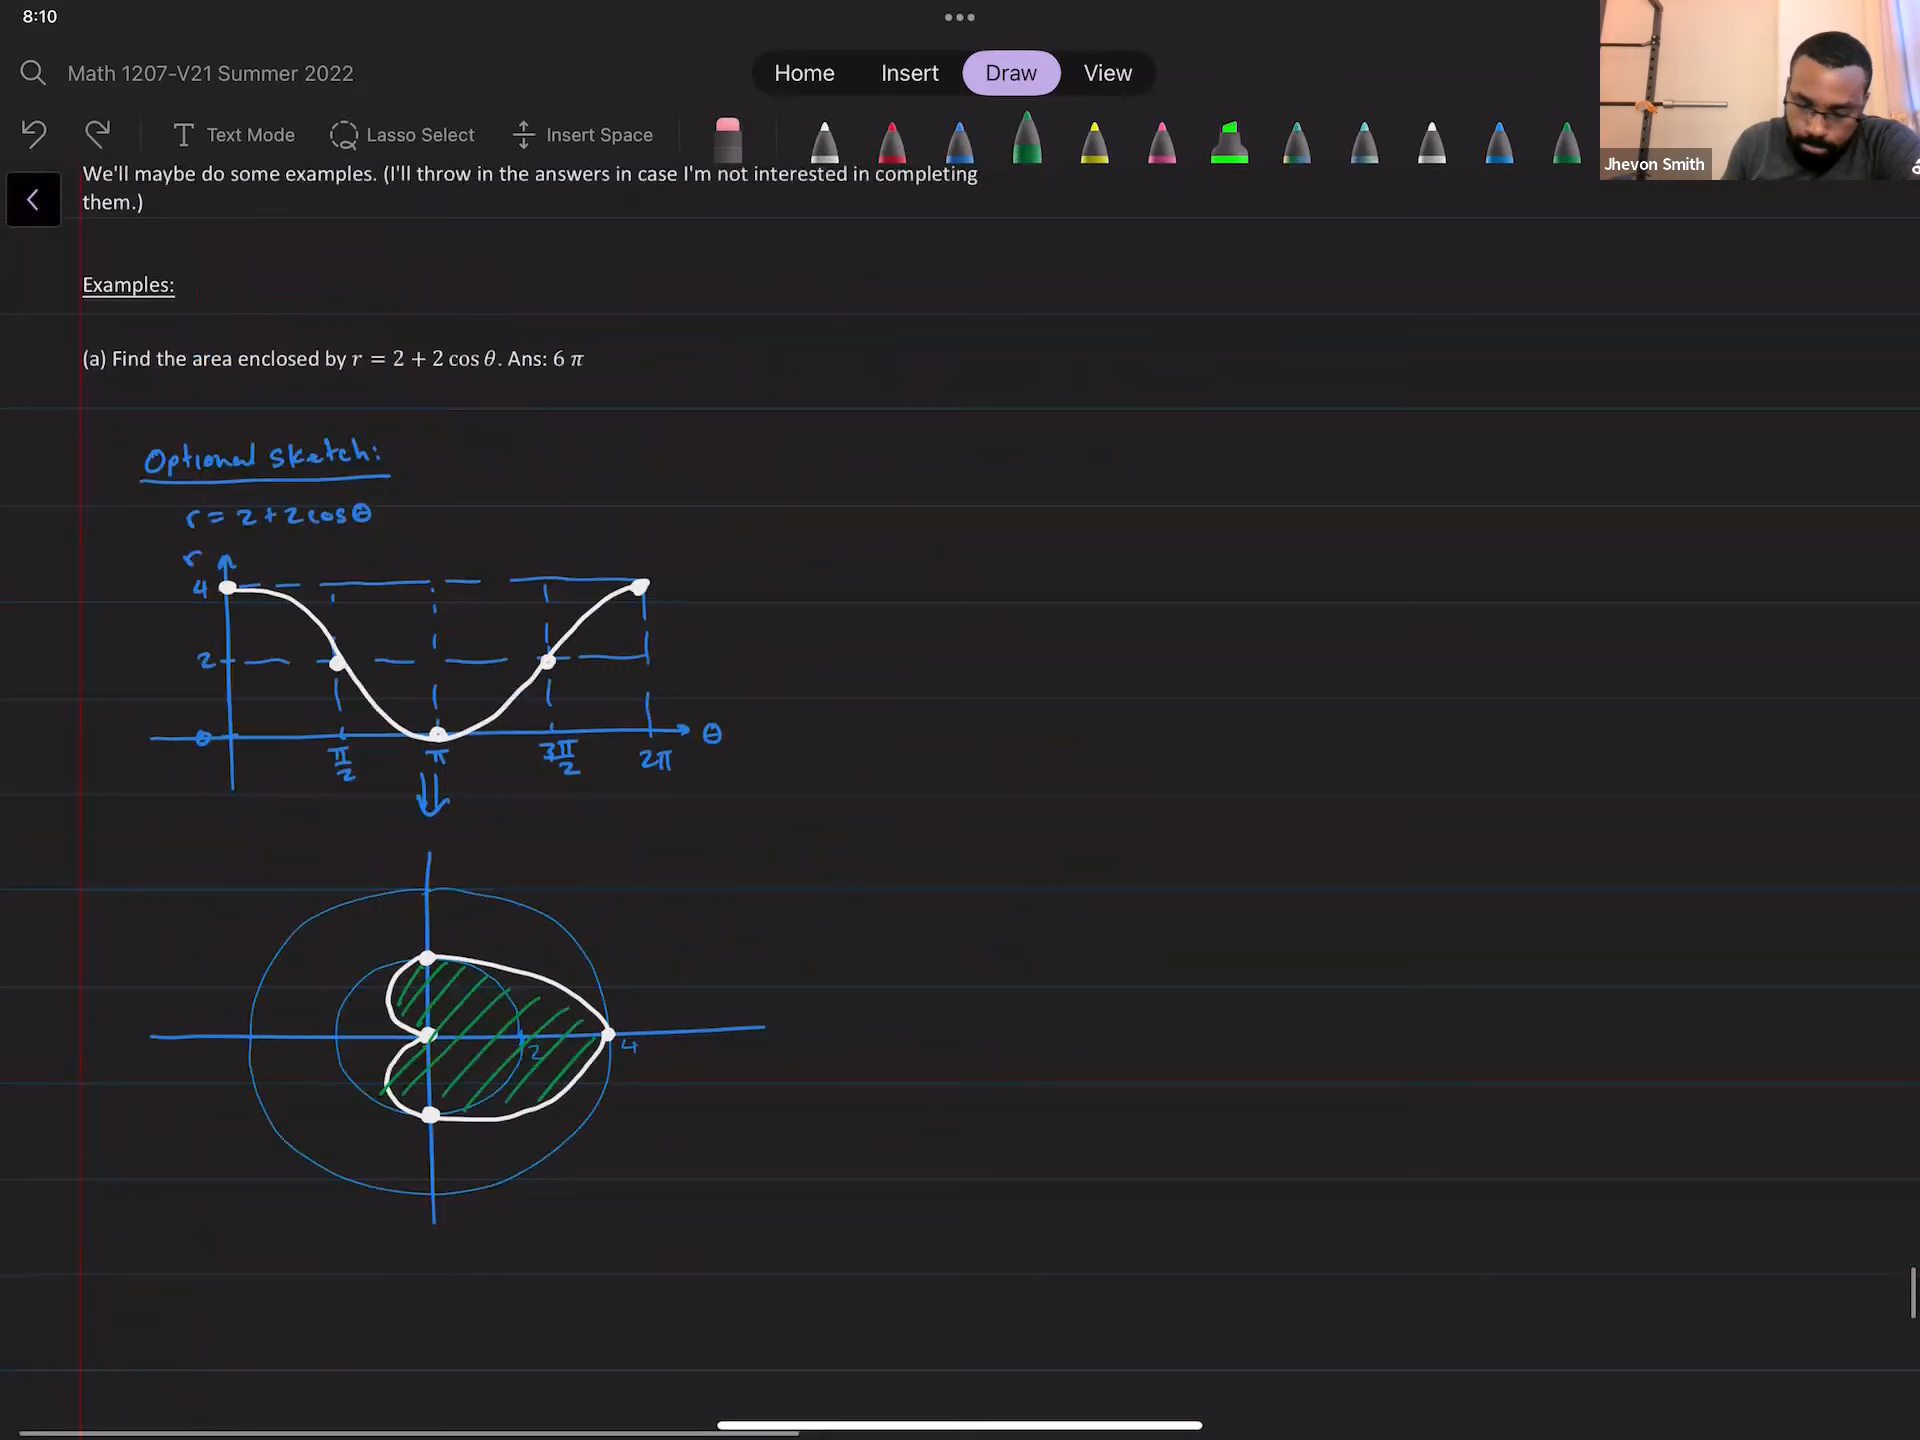 8:10
Math 1207-V21 Summer 2022
Home Insert Draw View
Text Mode Lasso Select Insert Space
Jhevon Smith
We'll maybe do some examples. (I'll throw in the answers in case I'm not interested in completing
them.)
Examples:
(a) Find the area enclosed by r = 2 + 2 cos θ. Ans: 6 π
Optional sketch:
r = 2 + 2 cos θ
r
4
2
0
θ
π/2 π 3π/2 2π
2 4